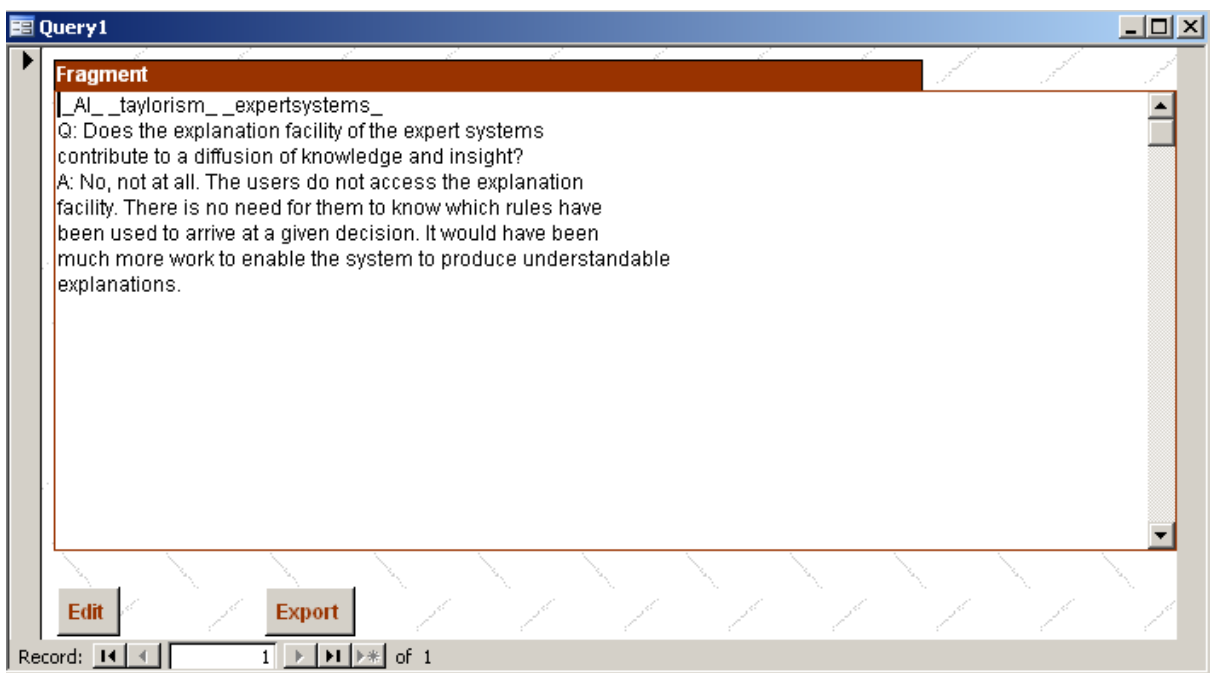 Query1
Fragment
_AI_ _taylorism_ _expertsystems_
Q: Does the explanation facility of the expert systems
contribute to a diffusion of knowledge and insight?
A: No, not at all. The users do not access the explanation
facility. There is no need for them to know which rules have
been used to arrive at a given decision. It would have been
much more work to enable the system to produce understandable
explanations.
Edit Export
Record: 1 of 1